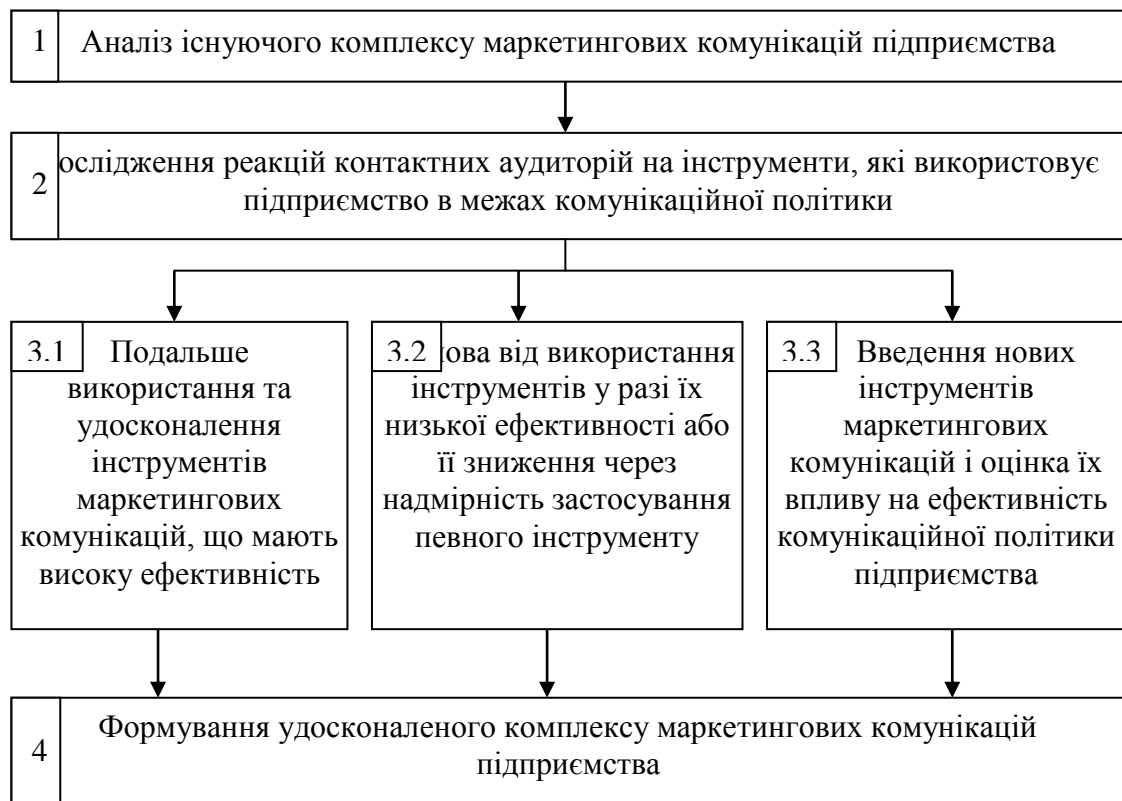 1
Аналіз існуючого комплексу маркетингових комунікацій підприємства
2
ослідження реакцій контактних аудиторій на інструменти, які використовує
підприємство в межах комунікаційної політики
3.1
Подальше
використання та
удосконалення
інструментів
маркетингових
комунікацій, що мають
високу ефективність
3.2
мова від використання
інструментів у разі їх
низької ефективності або
її зниження через
надмірність застосування
певного інструменту
3.3
Введення нових
інструментів
маркетингових
комунікацій і оцінка їх
впливу на ефективність
комунікаційної політики
підприємства
4
Формування удосконаленого комплексу маркетингових комунікацій
підприємства